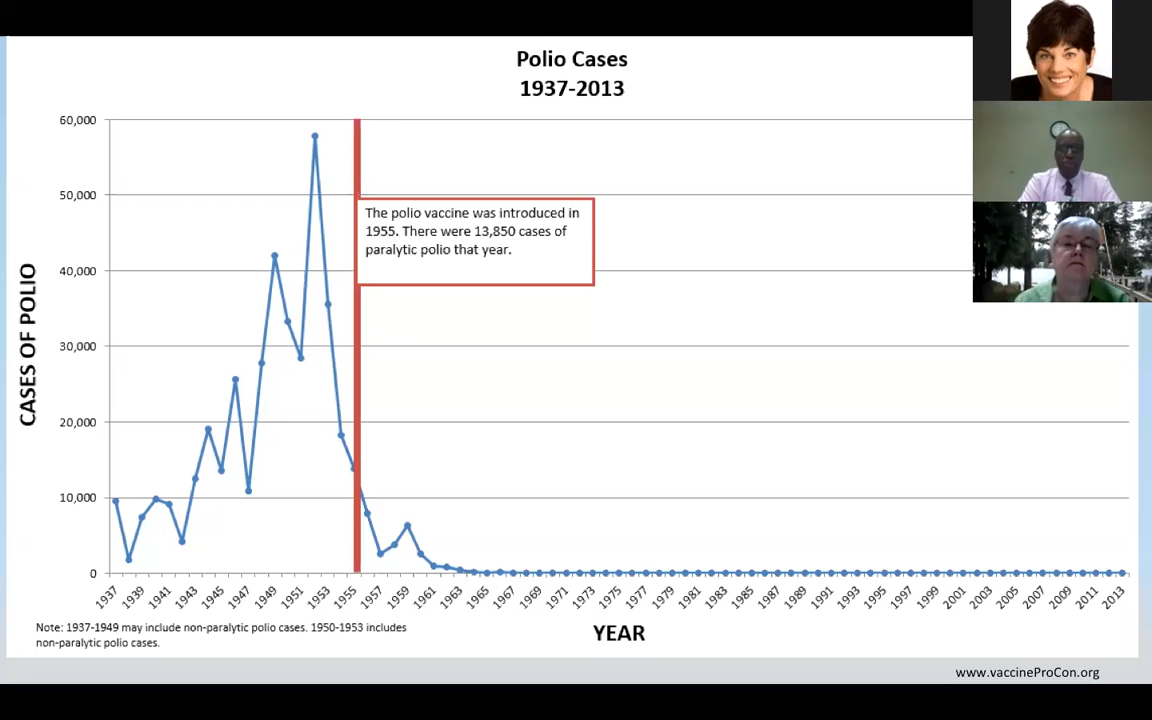 Polio Cases
1937-2013
CASES OF POLIO
60,000
50,000
40,000
30,000
20,000
10,000
0
The polio vaccine was introduced in
1955. There were 13,850 cases of
paralytic polio that year.
1937 1939 1941 1943 1945 1947 1949 1951 1953 1955 1957 1959 1961 1963 1965 1967 1969 1971 1973 1975 1977 1979 1981 1983 1985 1987 1989 1991 1993 1995 1997 1999 2001 2003 2005 2007 2009 2011 2013
YEAR
Note: 1937-1949 may include non-paralytic polio cases. 1950-1953 includes
non-paralytic polio cases.
www.vaccineProCon.org